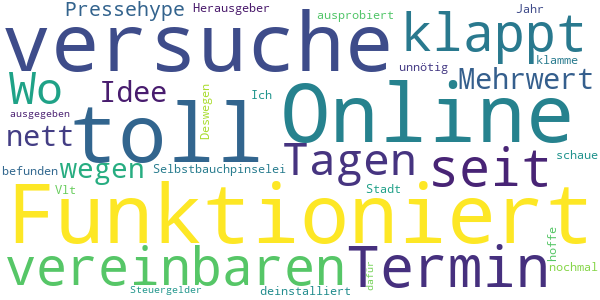 Pressehype Herausgeber Jahr
versuche ausprobiert klappt
klamme
unnötig
Wo Idee Mehrwert
ausgegeben Ich Online
Deswegen
nett toll Tagen seit schaue
befunden wegen Selbstbauchpinselei
Vlt Stadt
Funktioniert
hoffe
vereinbaren Termin nochmal
dafür
Steuergelder deinstalliert